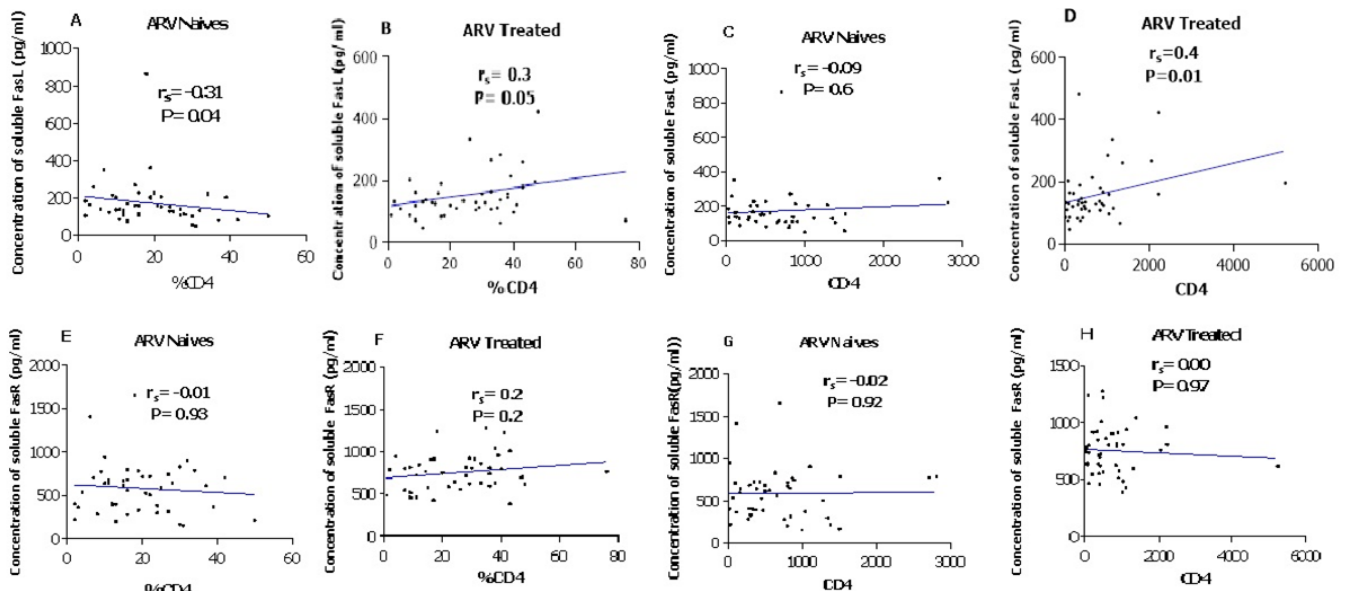 A
ARV Naives
Concentration of soluble FasL (pg/ml)
1000
800
600
400
200
0
rs=-0.31
P= 0.04
0 20 40 60
%CD4
B
ARV Treated
Concentration of soluble FasL (pg/ ml)
600
400
200
0
rs= 0.3
P= 0.05
0 20 40 60 80
% CD4
C
ARV Naives
Concentration of soluble FasL (pg/ml)
1000
800
600
400
200
0
rs= -0.09
P= 0.6
0 1000 2000 3000
CD4
D
ARV Treated
Concentration of soluble FasL (pg/ml)
600
400
200
0
rs=0.4
P=0.01
0 2000 4000 6000
CD4
E
ARV Naives
Concentration of soluble FasR (pg/ml)
2000
1500
1000
500
0
rs= -0.01
P= 0.93
0 20 40 60
%CD4
F
ARV Treated
Concentration of soluble FasR (pg/ml)
2000
1500
1000
500
0
rs= 0.2
P= 0.2
0 20 40 60 80
%CD4
G
ARV Naives
Concentration of soluble FasR(pg/ml))
2000
1500
1000
500
0
rs= -0.02
P= 0.92
0 1000 2000 3000
CD4
H
ARV Treated
Concentration of soluble FasR (pg/ml)
1500
1000
500
0
rs= 0.00
P= 0.97
0 2000 4000 6000
CD4